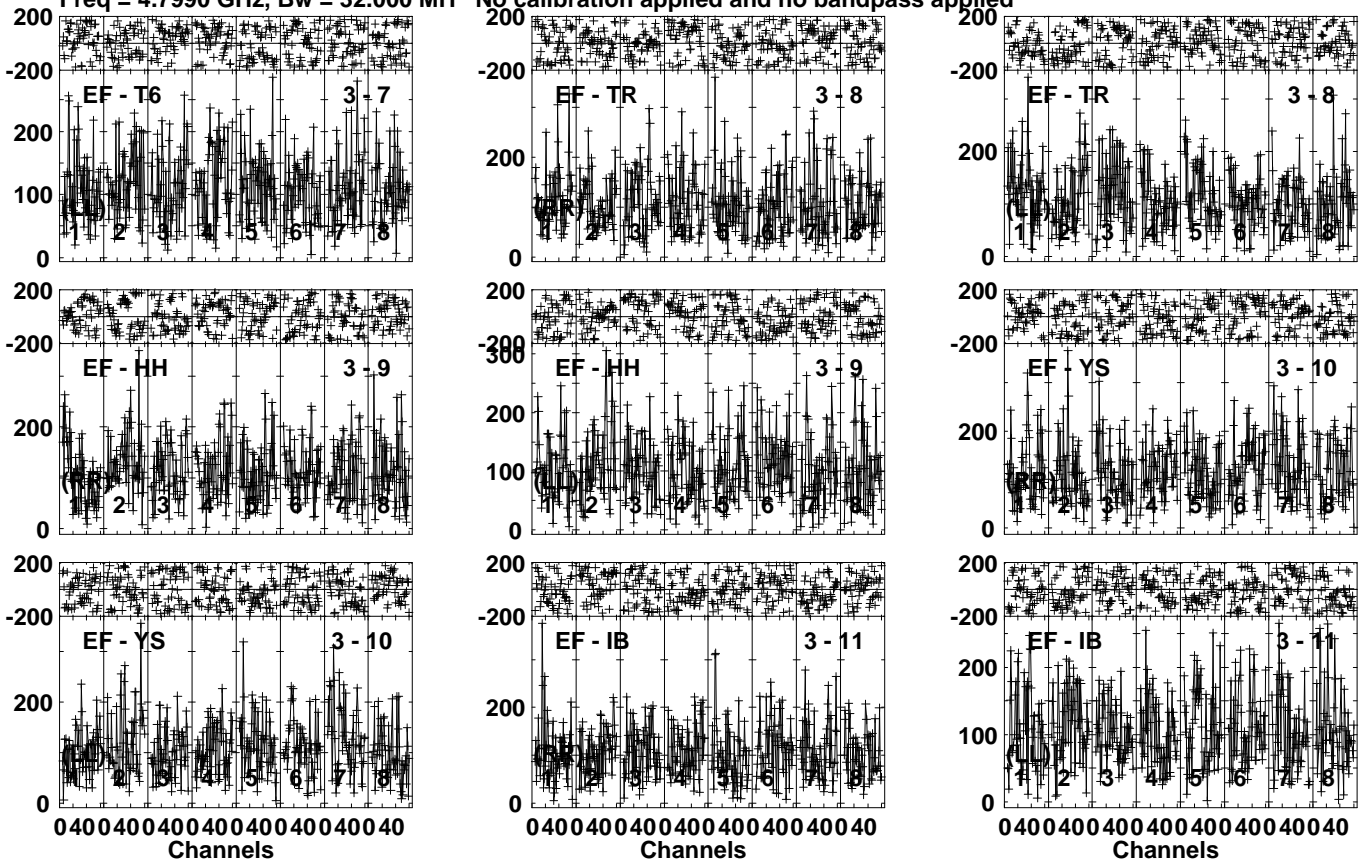 Freq = 4.7990 GHz, Bw = 32.000 MH No calibration applied and no bandpass applied
200 200 200
-200 -200 -200
EF - T6 3 - 7 EF - TR 3 - 8 EF - TR 3 - 8
200 200 200
100
(LL) (RR) (LL)
1 2 3 4 5 6 7 8 1 2 3 4 5 6 7 8 1 2 3 4 5 6 7 8
0 0 0
200 200 200
-200 -200 -200
300
EF - HH 3 - 9 EF - HH 3 - 9 EF - YS 3 - 10
200 200 200
100
(RR) (LL) (RR)
1 2 3 4 5 6 7 8 1 2 3 4 5 6 7 8 1 2 3 4 5 6 7 8
0 0 0
200 200 200
-200 -200 -200
EF - YS 3 - 10 EF - IB 3 - 11 EF - IB 3 - 11
200 200 200
100
(LL) (RR) (LL)
1 2 3 4 5 6 7 8 1 2 3 4 5 6 7 8 1 2 3 4 5 6 7 8
0 0 0
0 40 0 40 0 40 0 40 0 40 0 40 0 40 0 40 0 40 0 40 0 40 0 40 0 40 0 40 0 40 0 40 0 40 0 40 0 40 0 40 0 40 0 40 0 40 0 40
Channels Channels Channels